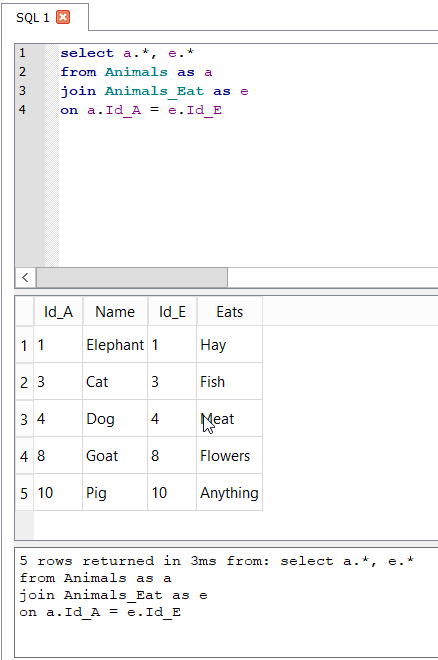 SQL 1
1 select a.*, e.*
2 from Animals as a
3 join Animals_Eat as e
4 on a.Id_A = e.Id_E
Id_A Name Id_E Eats
1 1 Elephant 1 Hay
2 3 Cat 3 Fish
3 4 Dog 4 Meat
4 8 Goat 8 Flowers
5 10 Pig 10 Anything
5 rows returned in 3ms from: select a.*, e.*
from Animals as a
join Animals_Eat as e
on a.Id_A = e.Id_E